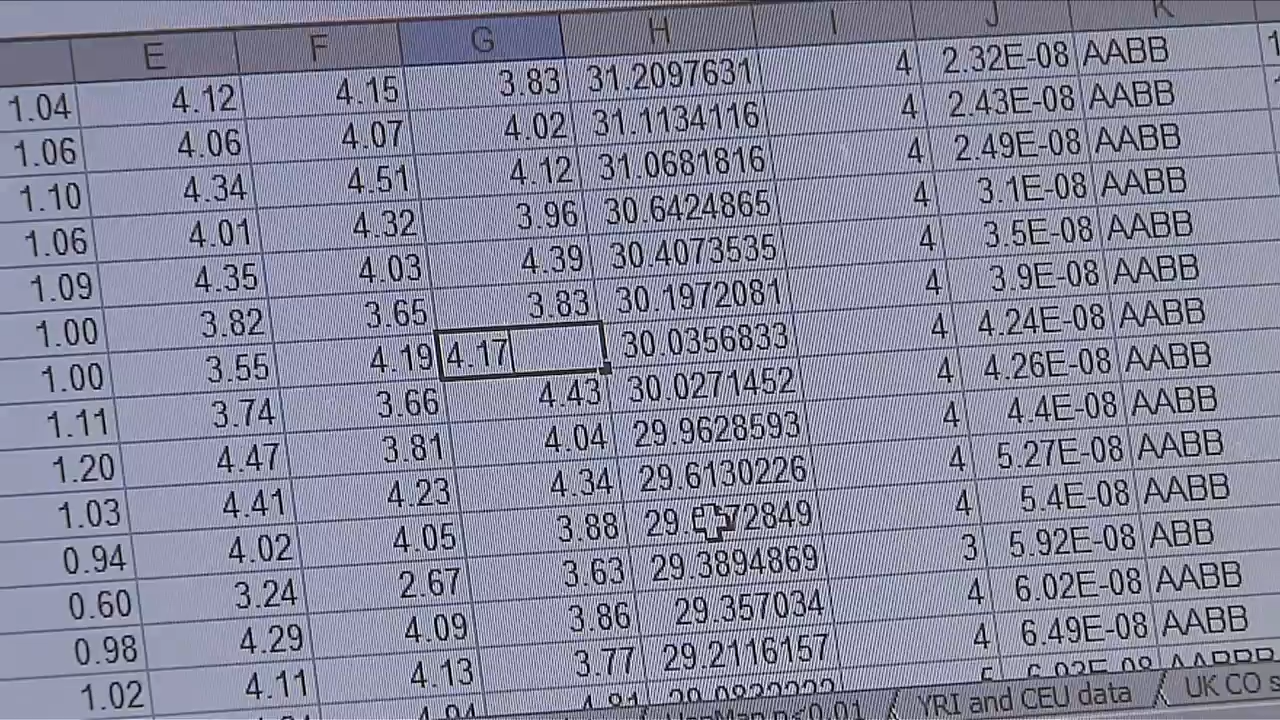 E F G H I J K
1.04 4.12 4.15 3.83 31.2097631 4 2.32E-08 AABB
1.06 4.06 4.07 4.02 31.1134116 4 2.43E-08 AABB
1.10 4.34 4.51 4.12 31.0681816 4 2.49E-08 AABB
1.06 4.01 4.32 3.96 30.6424865 4 3.1E-08 AABB
1.09 4.35 4.03 4.39 30.4073535 4 3.5E-08 AABB
1.00 3.82 3.65 3.83 30.1972081 4 3.9E-08 AABB
1.00 3.55 4.19 4.17 30.0356833 4 4.24E-08 AABB
1.11 3.74 3.66 4.43 30.0271452 4 4.26E-08 AABB
1.20 4.47 3.81 4.04 29.9628593 4 4.4E-08 AABB
1.03 4.41 4.23 4.34 29.6130226 4 5.27E-08 AABB
0.94 4.02 4.05 3.88 4 5.4E-08 AABB
0.60 3.24 2.67 3.63 29.3894869 3 5.92E-08 ABB
0.98 4.29 4.09 3.86 29.357034 4 6.02E-08 AABB
1.02 4.11 4.13 3.77 29.2116157 4 6.49E-08 AABB
YRI and CEU data UK CO